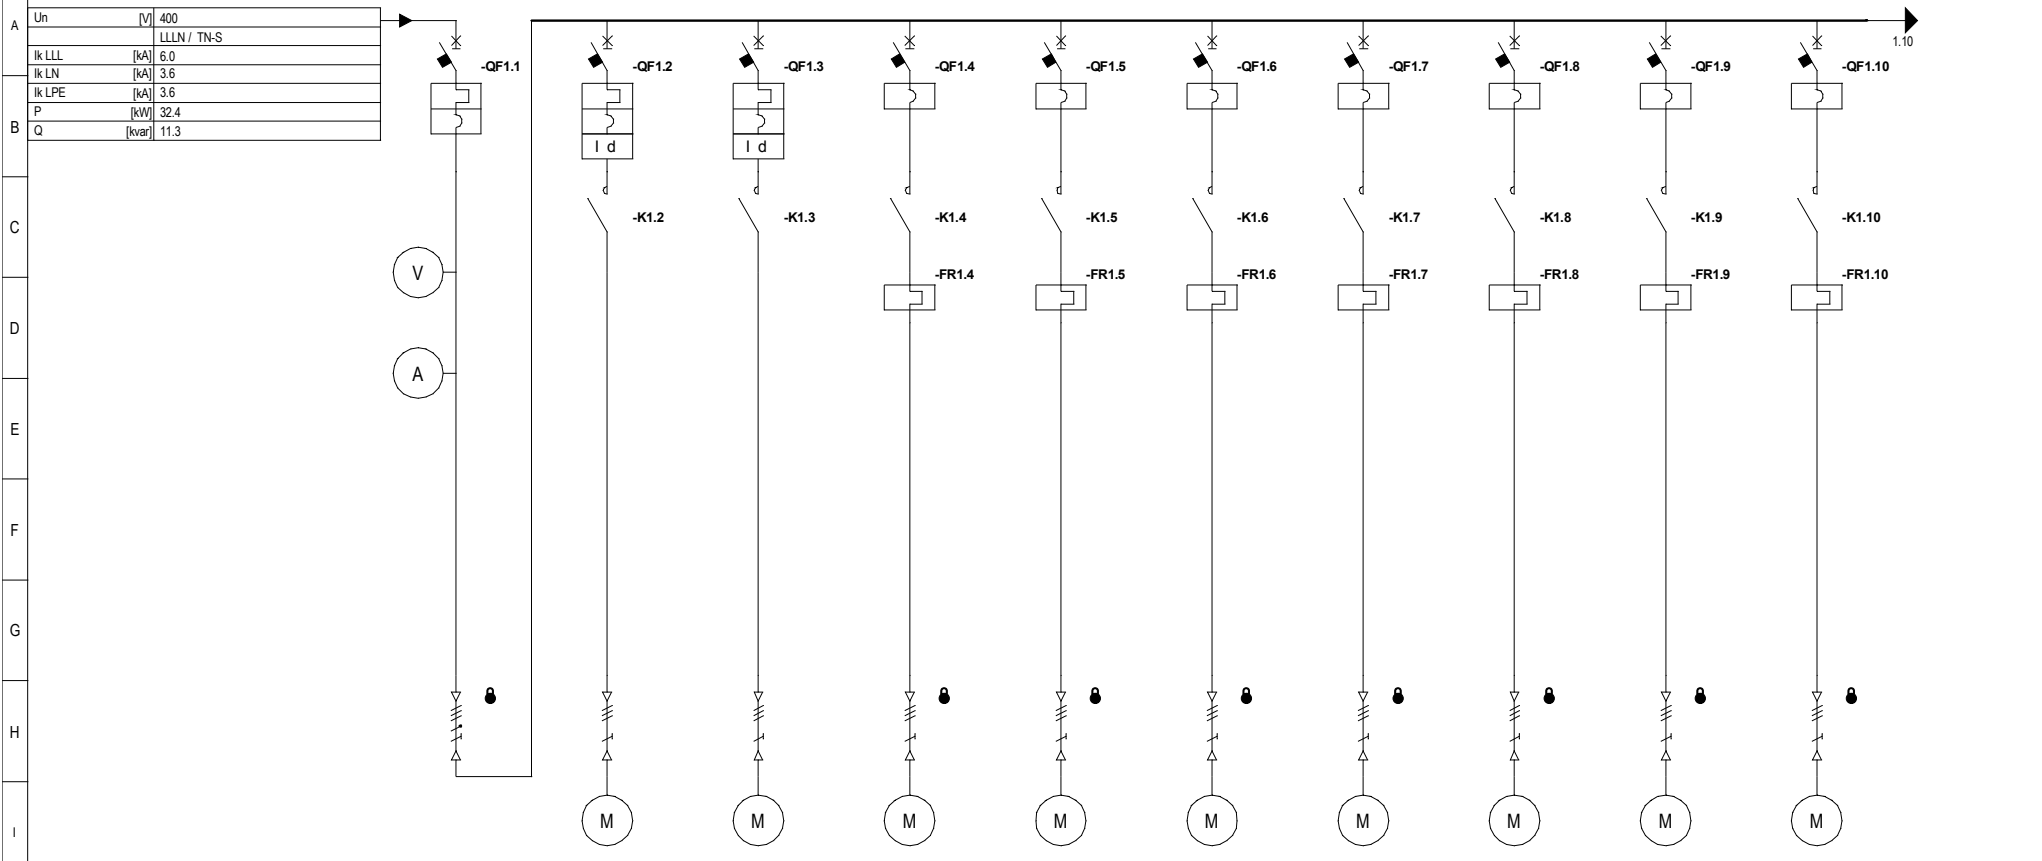 A
Un [V] 400
LLLN / TN-S
Ik LLL [kA] 6.0
Ik LN [kA] 3.6
Ik LPE [kA] 3.6
P [kW] 32.4
Q [kvar] 11.3
1.10
-QF1.1 -QF1.2 -QF1.3 -QF1.4 -QF1.5 -QF1.6 -QF1.7 -QF1.8 -QF1.9 -QF1.10
B
I d I d
C
-K1.2 -K1.3 -K1.4 -K1.5 -K1.6 -K1.7 -K1.8 -K1.9 -K1.10
V
-FR1.4 -FR1.5 -FR1.6 -FR1.7 -FR1.8 -FR1.9 -FR1.10
D
A
E
F
G
H
I
M M M M M M M M M